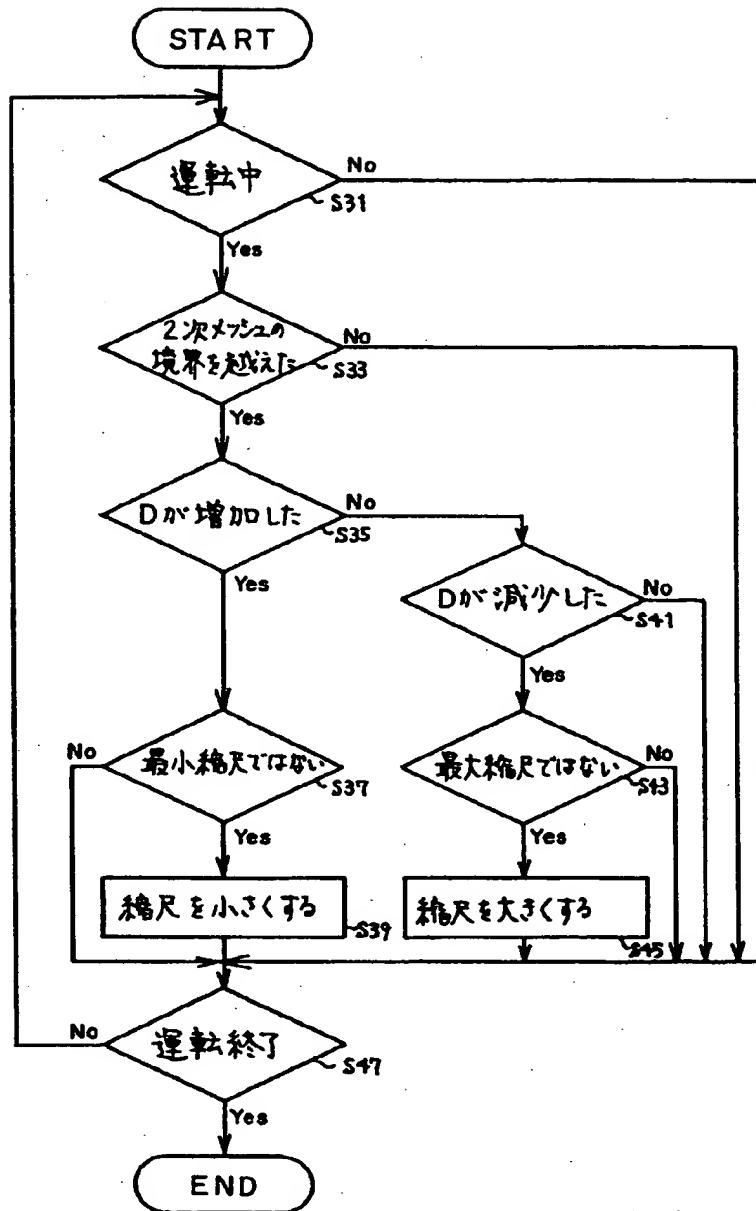 START
運転中
No
S31
Yes
2次メッシュの
境界を越えた
No
S33
Yes
Dが増加した
No
S35
Yes
Dが減少した
No
S41
Yes
No
最小縮尺ではない
S37
Yes
最大縮尺ではない
No
S43
Yes
縮尺を小さくする
S39
縮尺を大きくする
S45
No
運転終了
S47
Yes
END